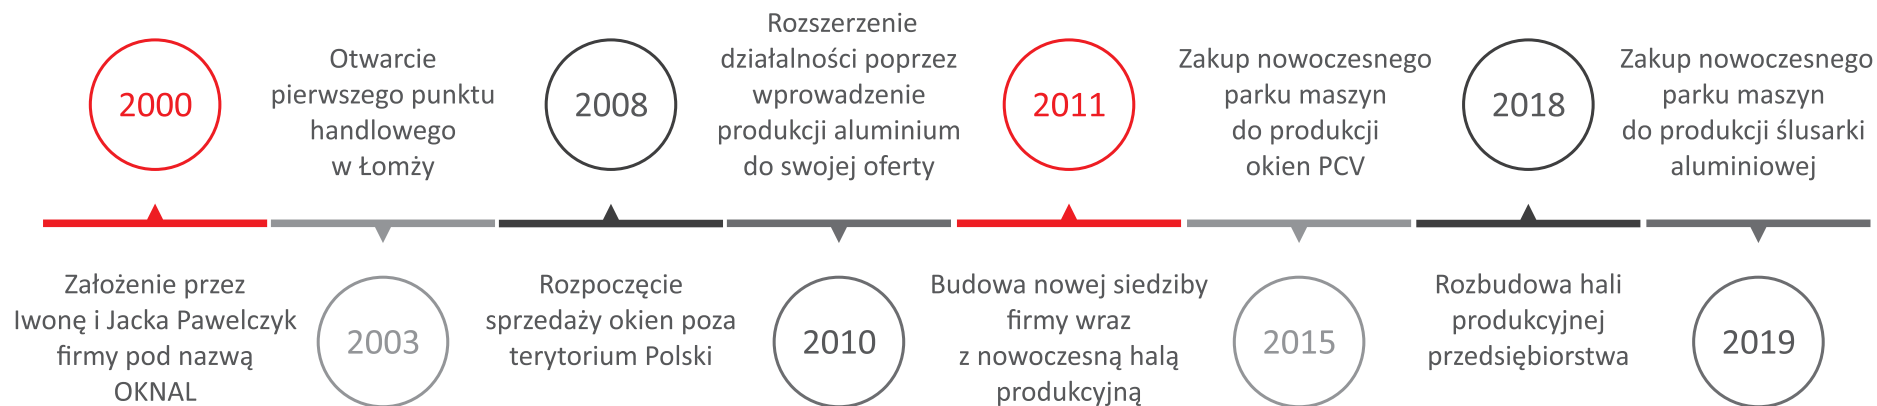 2000
Założenie przez
Iwonę i Jacka Pawelczyk
firmy pod nazwą
OKNAL
Otwarcie
pierwszego punktu
handlowego
w Łomży
2003
2008
Rozpoczęcie
sprzedaży okien poza
terytorium Polski
Rozszerzenie
działalności poprzez
wprowadzenie
produkcji aluminium
do swojej oferty
2010
2011
Budowa nowej siedziby
firmy wraz
z nowoczesną halą
produkcyjną
Zakup nowoczesnego
parku maszyn
do produkcji
okien PCV
2015
2018
Rozbudowa hali
produkcyjnej
przedsiębiorstwa
Zakup nowoczesnego
parku maszyn
do produkcji ślusarki
aluminiowej
2019